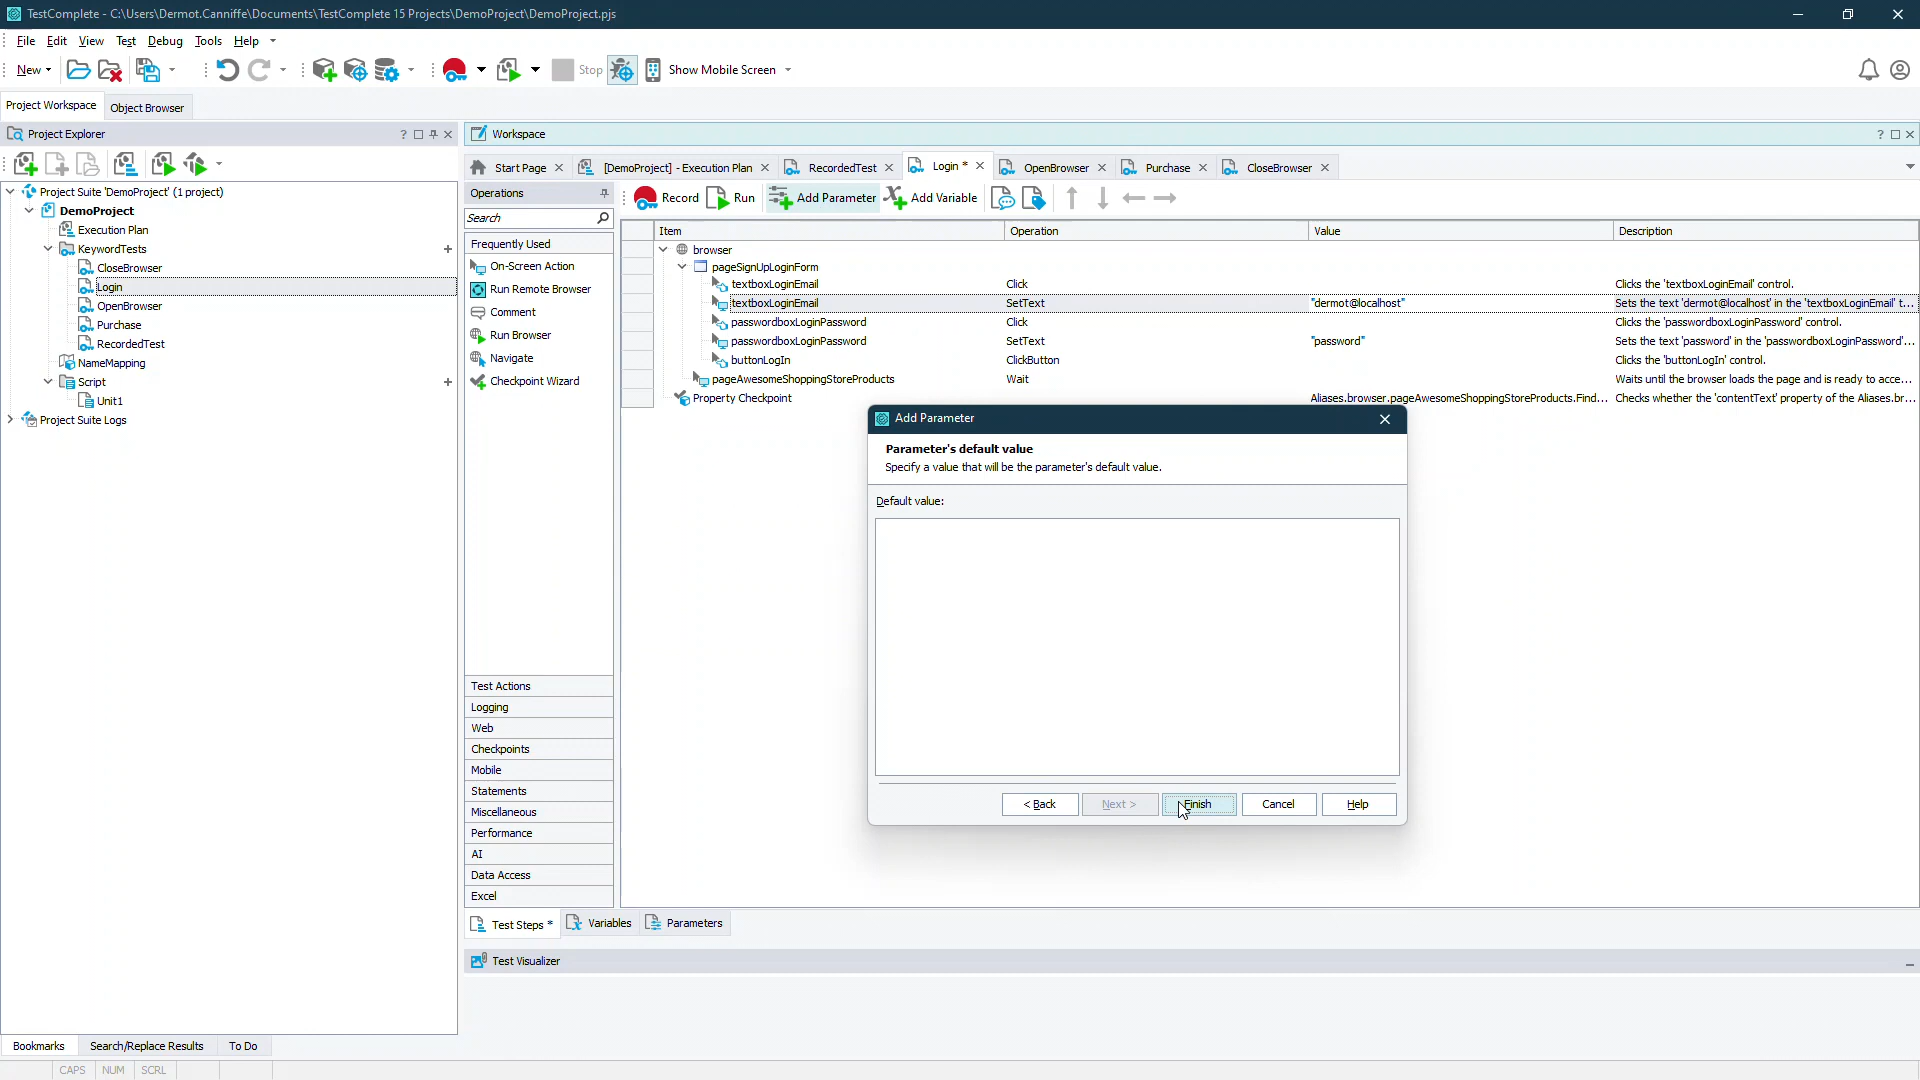 TestComplete - C:\Users\Dermot.Canniffe\Documents\TestComplete 15 Projects\DemoProject\DemoProject.pjs
File Edit View Test Debug Tools Help
New Stop Show Mobile Screen
Project Workspace Object Browser
Project Explorer
Project Suite 'DemoProject' (1 project)
DemoProject
Execution Plan
KeywordTests
CloseBrowser
Login
OpenBrowser
Purchase
RecordedTest
NameMapping
Script
Unit1
Project Suite Logs
Workspace
Start Page [DemoProject] - Execution Plan RecordedTest Login * OpenBrowser Purchase CloseBrowser
Operations
Search
Frequently Used
On-Screen Action
Run Remote Browser
Comment
Run Browser
Navigate
Checkpoint Wizard
Test Actions
Logging
Web
Checkpoints
Mobile
Statements
Miscellaneous
Performance
AI
Data Access
Excel
Record Run Add Parameter Add Variable
Item Operation Value Description
browser
pageSignUpLoginForm
textboxLoginEmail Click Clicks the 'textboxLoginEmail' control.
textboxLoginEmail SetText "dermot@localhost" Sets the text 'dermot@localhost' in the 'textboxLoginEmail' t...
passwordboxLoginPassword Click Clicks the 'passwordboxLoginPassword' control.
passwordboxLoginPassword SetText "password" Sets the text 'password' in the 'passwordboxLoginPassword'...
buttonLogIn ClickButton Clicks the 'buttonLogIn' control.
pageAwesomeShoppingStoreProducts Wait Waits until the browser loads the page and is ready to acce...
Property Checkpoint Aliases.browser.pageAwesomeShoppingStoreProducts.Find... Checks whether the 'contentText' property of the Aliases.br...
Add Parameter
Parameter's default value
Specify a value that will be the parameter's default value.
Default value:
< Back Next > Finish Cancel Help
Test Steps * Variables Parameters
Test Visualizer
Bookmarks Search/Replace Results To Do
CAPS NUM SCRL